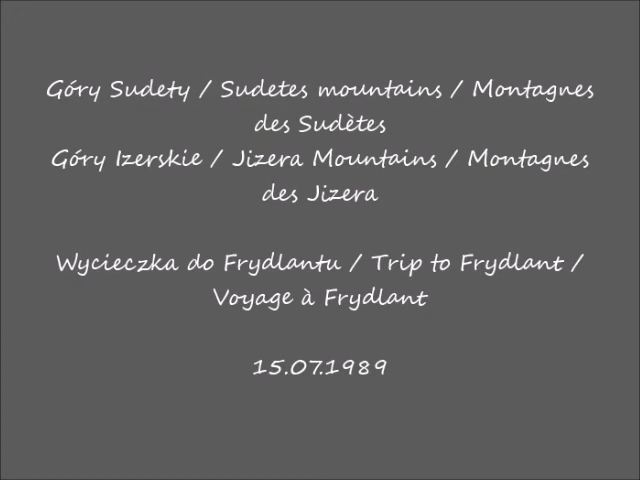 Góry Sudety / Sudetes mountains / Montagnes
des Sudètes
Góry Izerskie / Jizera Mountains / Montagnes
des Jizera
Wycieczka do Frydlantu / Trip to Frydlant /
Voyage à Frydlant
15.07.1989